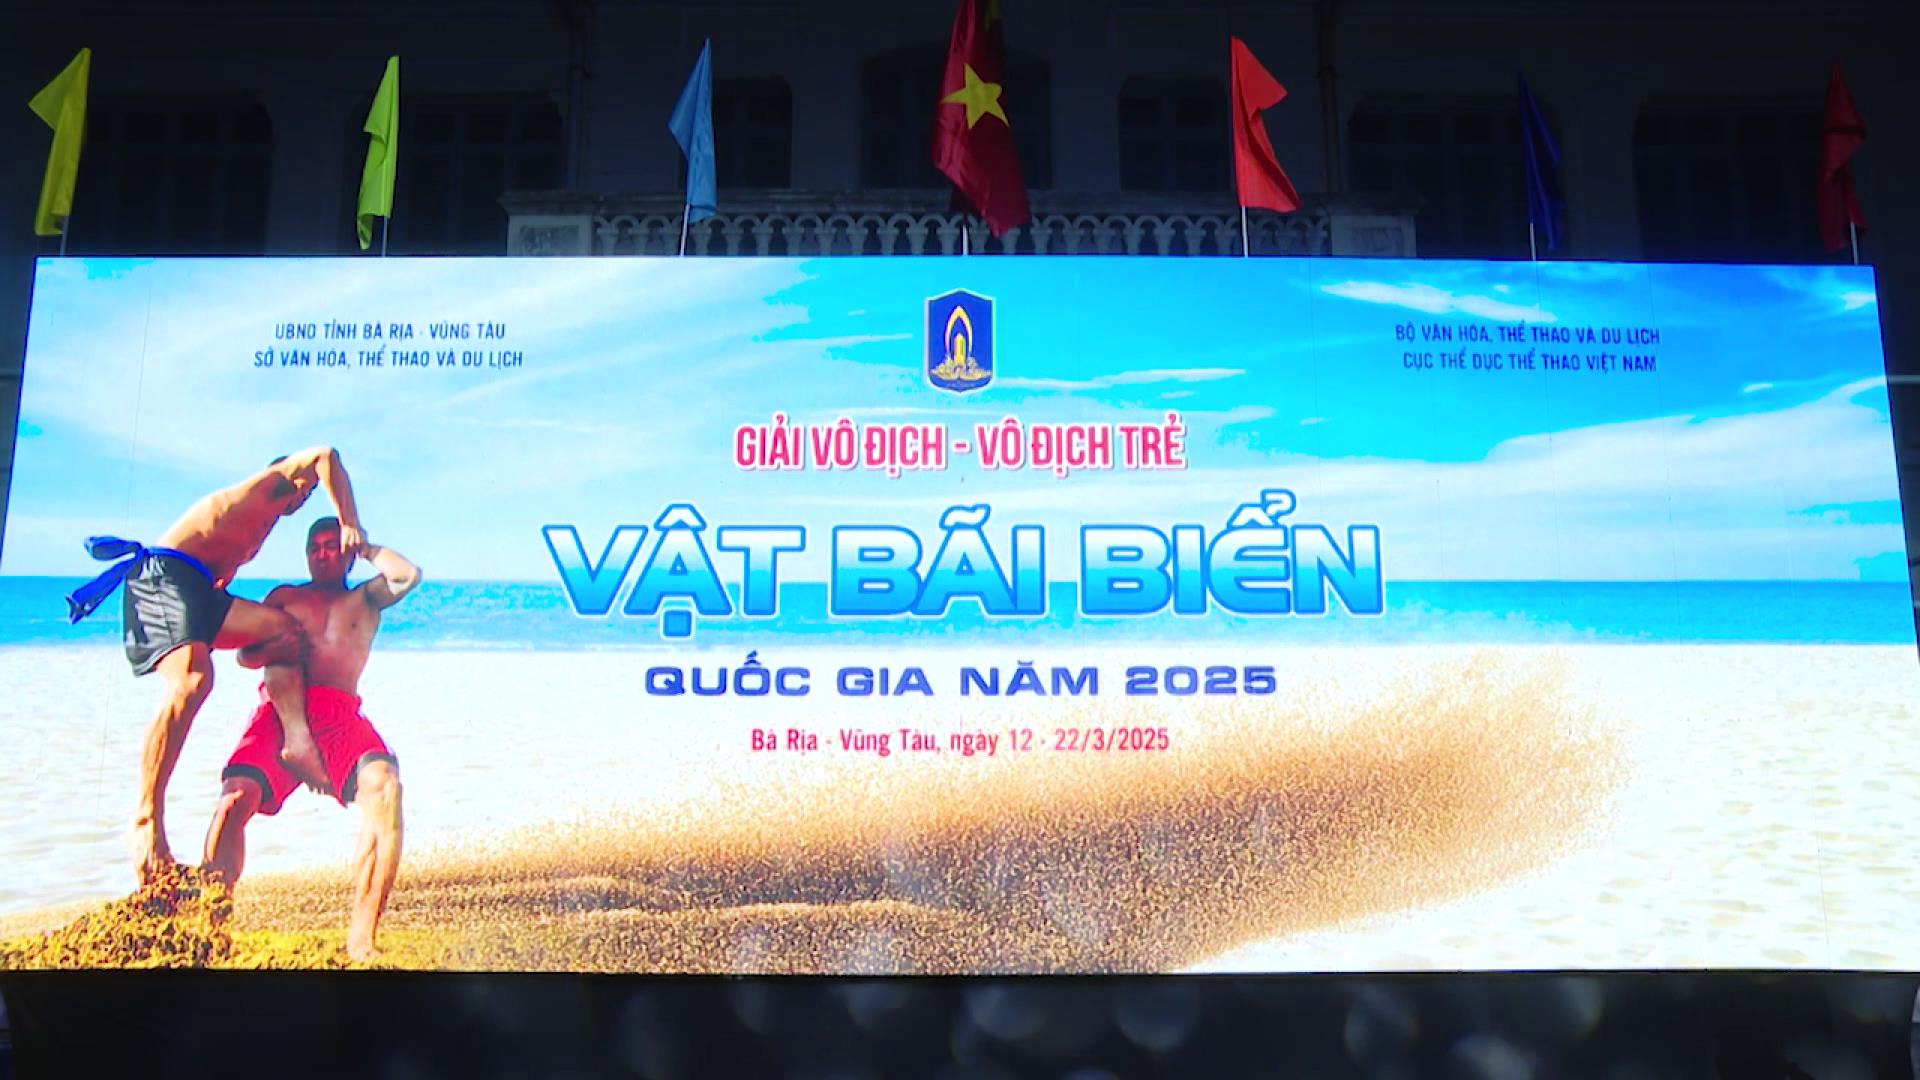 UBND TỈNH BÀ RỊA - VŨNG TÀU
SỞ VĂN HÓA, THỂ THAO VÀ DU LỊCH
BỘ VĂN HÓA, THỂ THAO VÀ DU LỊCH
CỤC THỂ DỤC THỂ THAO VIỆT NAM
GIẢI VÔ ĐỊCH - VÔ ĐỊCH TRẺ
VẬT BÃI BIỂN
QUỐC GIA NĂM 2025
Bà Rịa - Vũng Tàu, ngày 12 - 22/3/2025